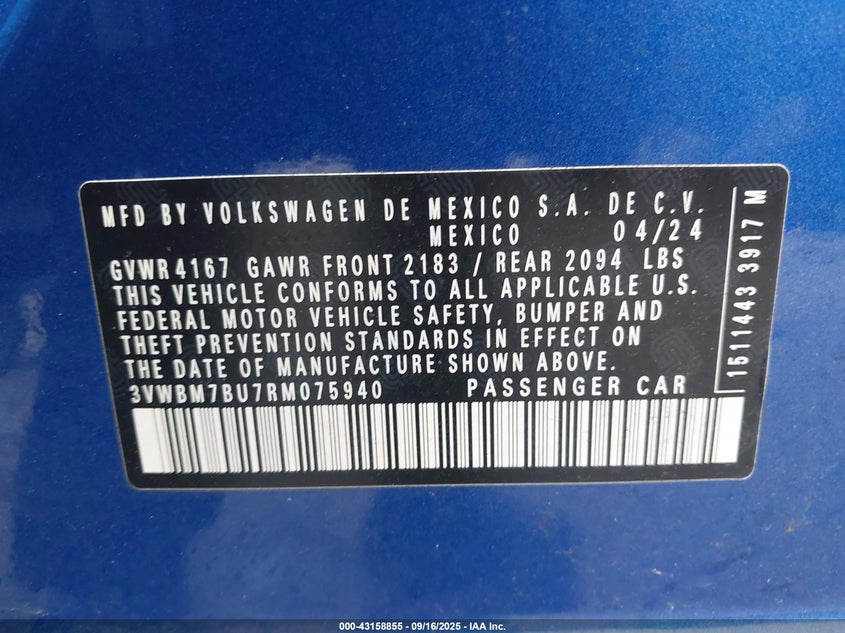 MFD BY VOLKSWAGEN DE MEXICO S.A. DE C.V.
MEXICO 04/24
GVWR 4167 GAWR FRONT 2183 / REAR 2094 LBS
THIS VEHICLE CONFORMS TO ALL APPLICABLE U.S.
FEDERAL MOTOR VEHICLE SAFETY, BUMPER AND
THEFT PREVENTION STANDARDS IN EFFECT ON
THE DATE OF MANUFACTURE SHOWN ABOVE.
3VWBM7BU7RM075940 PASSENGER CAR
1511443 3917 M
000-43158855 - 09/16/2025 - IAA Inc.